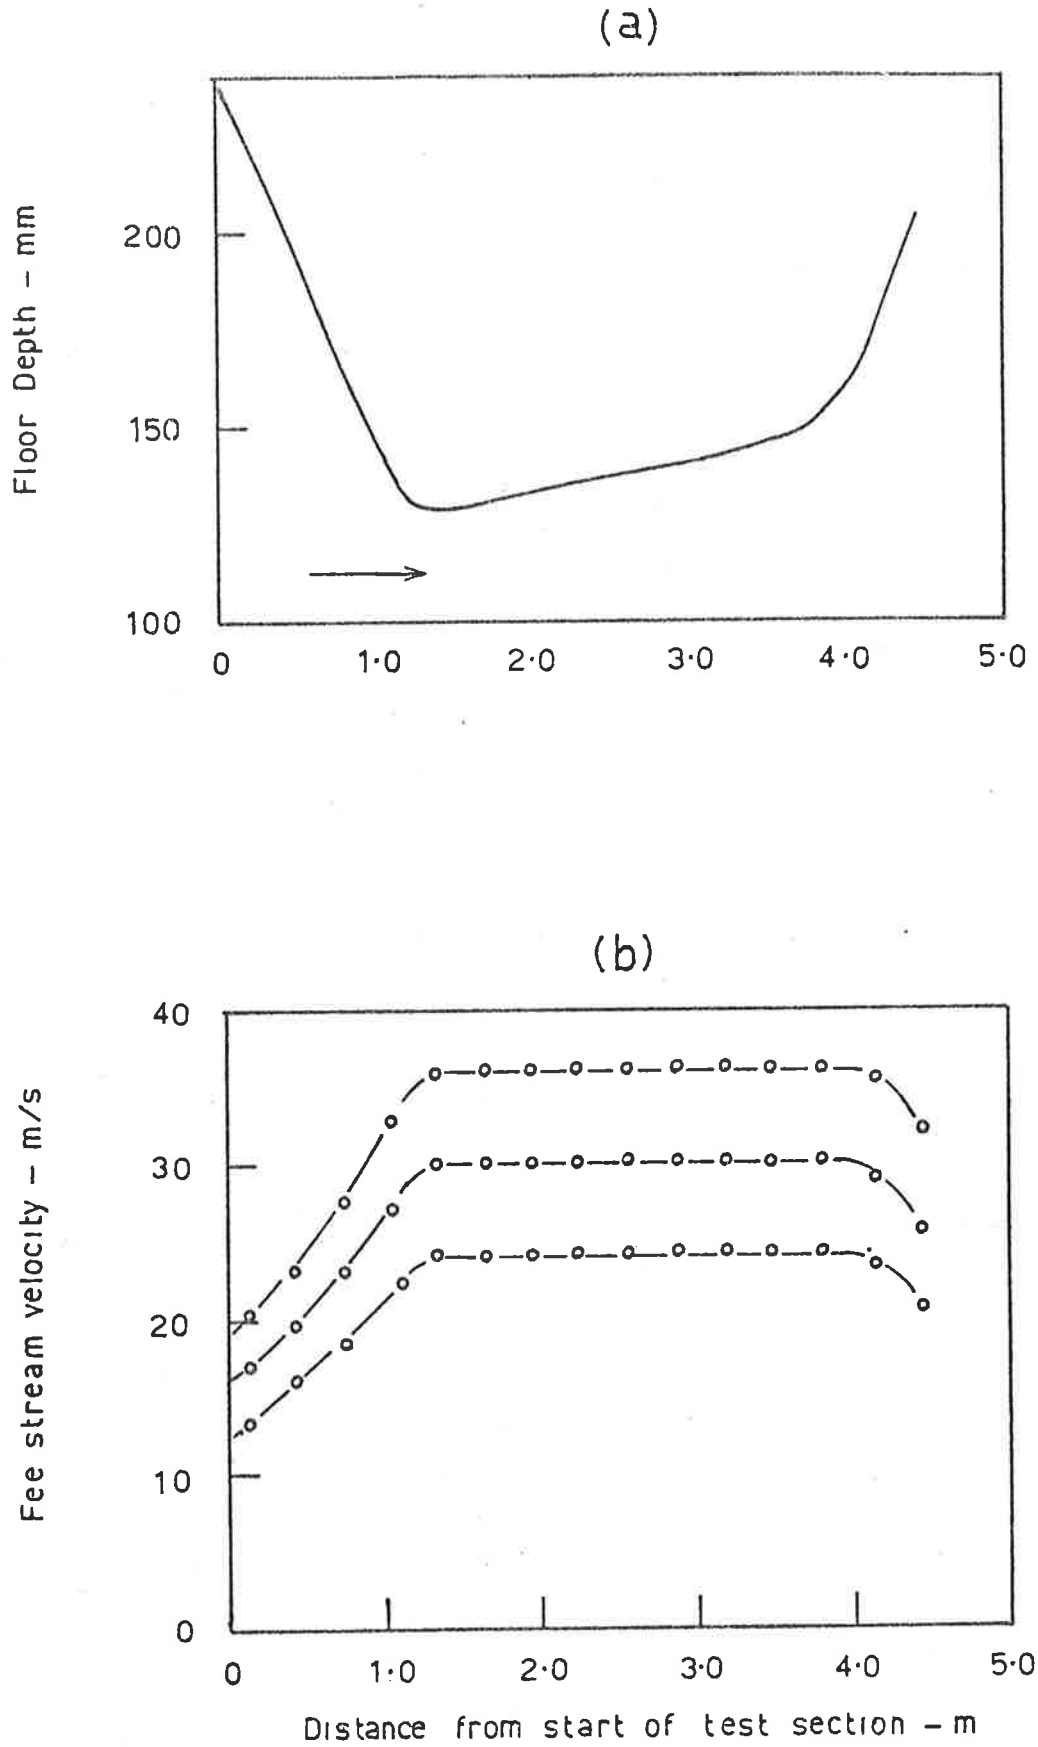 (a)
Floor Depth - mm
200
150
100
0 1·0 2·0 3·0 4·0 5·0
(b)
Fee stream velocity - m/s
40
30
20
10
0
0 1·0 2·0 3·0 4·0 5·0
Distance from start of test section - m